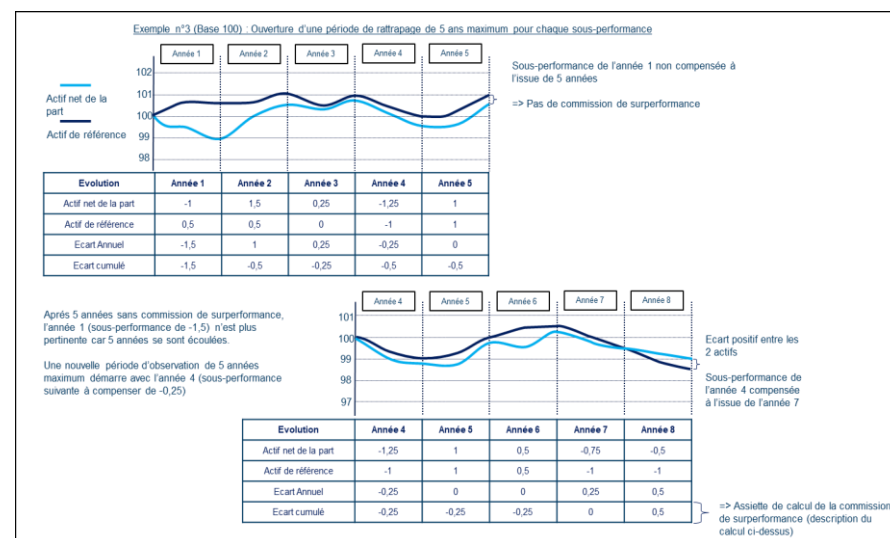 Exemple n°3 (Base 100) : Ouverture d'une période de rattrapage de 5 ans maximum pour chaque sous-performance
Année 1 Année 2 Année 3 Année 4 Année 5
102
101
100
99
98
Actif net de la
part
Actif de référence
Sous-performance de l'année 1 non compensée à
l'issue de 5 années
=> Pas de commission de surperformance
Evolution Année 1 Année 2 Année 3 Année 4 Année 5
Actif net de la part -1 1,5 0,25 -1,25 1
Actif de référence 0,5 0,5 0 -1 1
Ecart Annuel -1,5 1 0,25 -0,25 0
Ecart cumulé -1,5 -0,5 -0,25 -0,5 -0,5
Aprés 5 années sans commission de surperformance,
l'année 1 (sous-performance de -1,5) n'est plus
pertinente car 5 années se sont écoulées.
Une nouvelle période d'observation de 5 années
maximum démarre avec l'année 4 (sous-performance
suivante à compenser de -0,25)
Année 4 Année 5 Année 6 Année 7 Année 8
101
100
99
98
97
Ecart positif entre les
2 actifs
Sous-performance de
l'année 4 compensée
à l'issue de l'année 7
Evolution Année 4 Année 5 Année 6 Année 7 Année 8
Actif net de la part -1,25 1 0,5 -0,75 -0,5
Actif de référence -1 1 0,5 -1 -1
Ecart Annuel -0,25 0 0 0,25 0,5
Ecart cumulé -0,25 -0,25 -0,25 0 0,5
=> Assiette de calcul de la commission
de surperformance (description du
calcul ci-dessus)